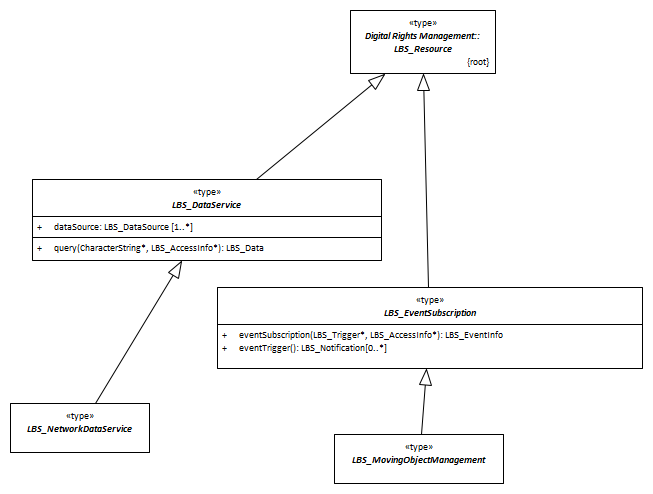 «type»
Digital Rights Management::
LBS_Resource
{root}
«type»
LBS_DataService
+ dataSource: LBS_DataSource [1..*]
+ query(CharacterString*, LBS_AccessInfo*): LBS_Data
«type»
LBS_EventSubscription
+ eventSubscription(LBS_Trigger*, LBS_AccessInfo*): LBS_EventInfo
+ eventTrigger(): LBS_Notification[0..*]
«type»
LBS_NetworkDataService
«type»
LBS_MovingObjectManagement